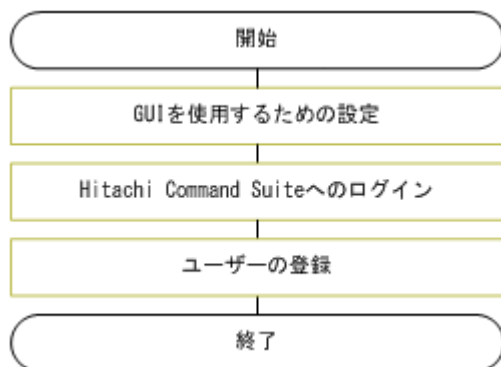 開始
GUIを使用するための設定
Hitachi Command Suiteへのログイン
ユーザーの登録
終了